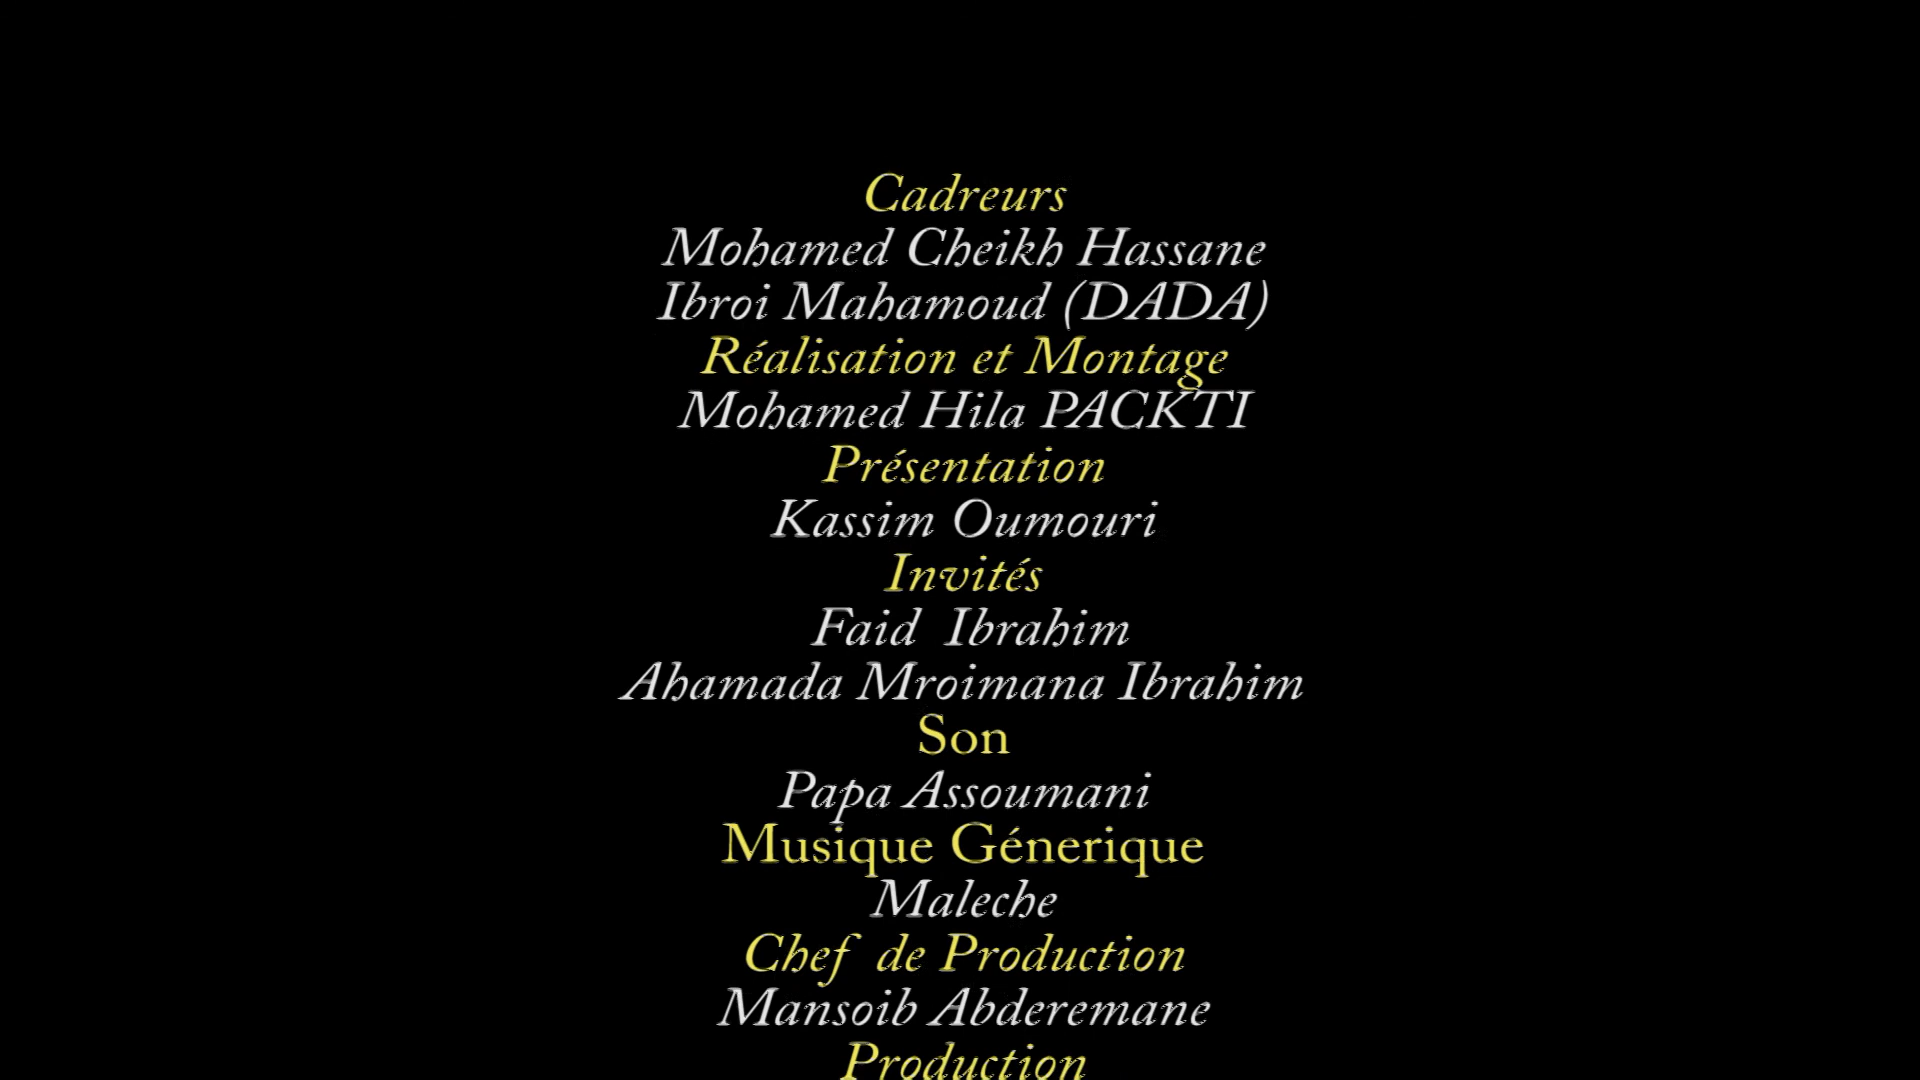 Cadreurs
Mohamed Cheikh Hassane
Ibroi Mahamoud (DADA)
Réalisation et Montage
Mohamed Hila PACKTI
Présentation
Kassim Oumouri
Invités
Faid Ibrahim
Ahamada Mroimana Ibrahim
Son
Papa Assoumani
Musique Génerique
Maleche
Chef de Production
Mansoib Abderemane
Production